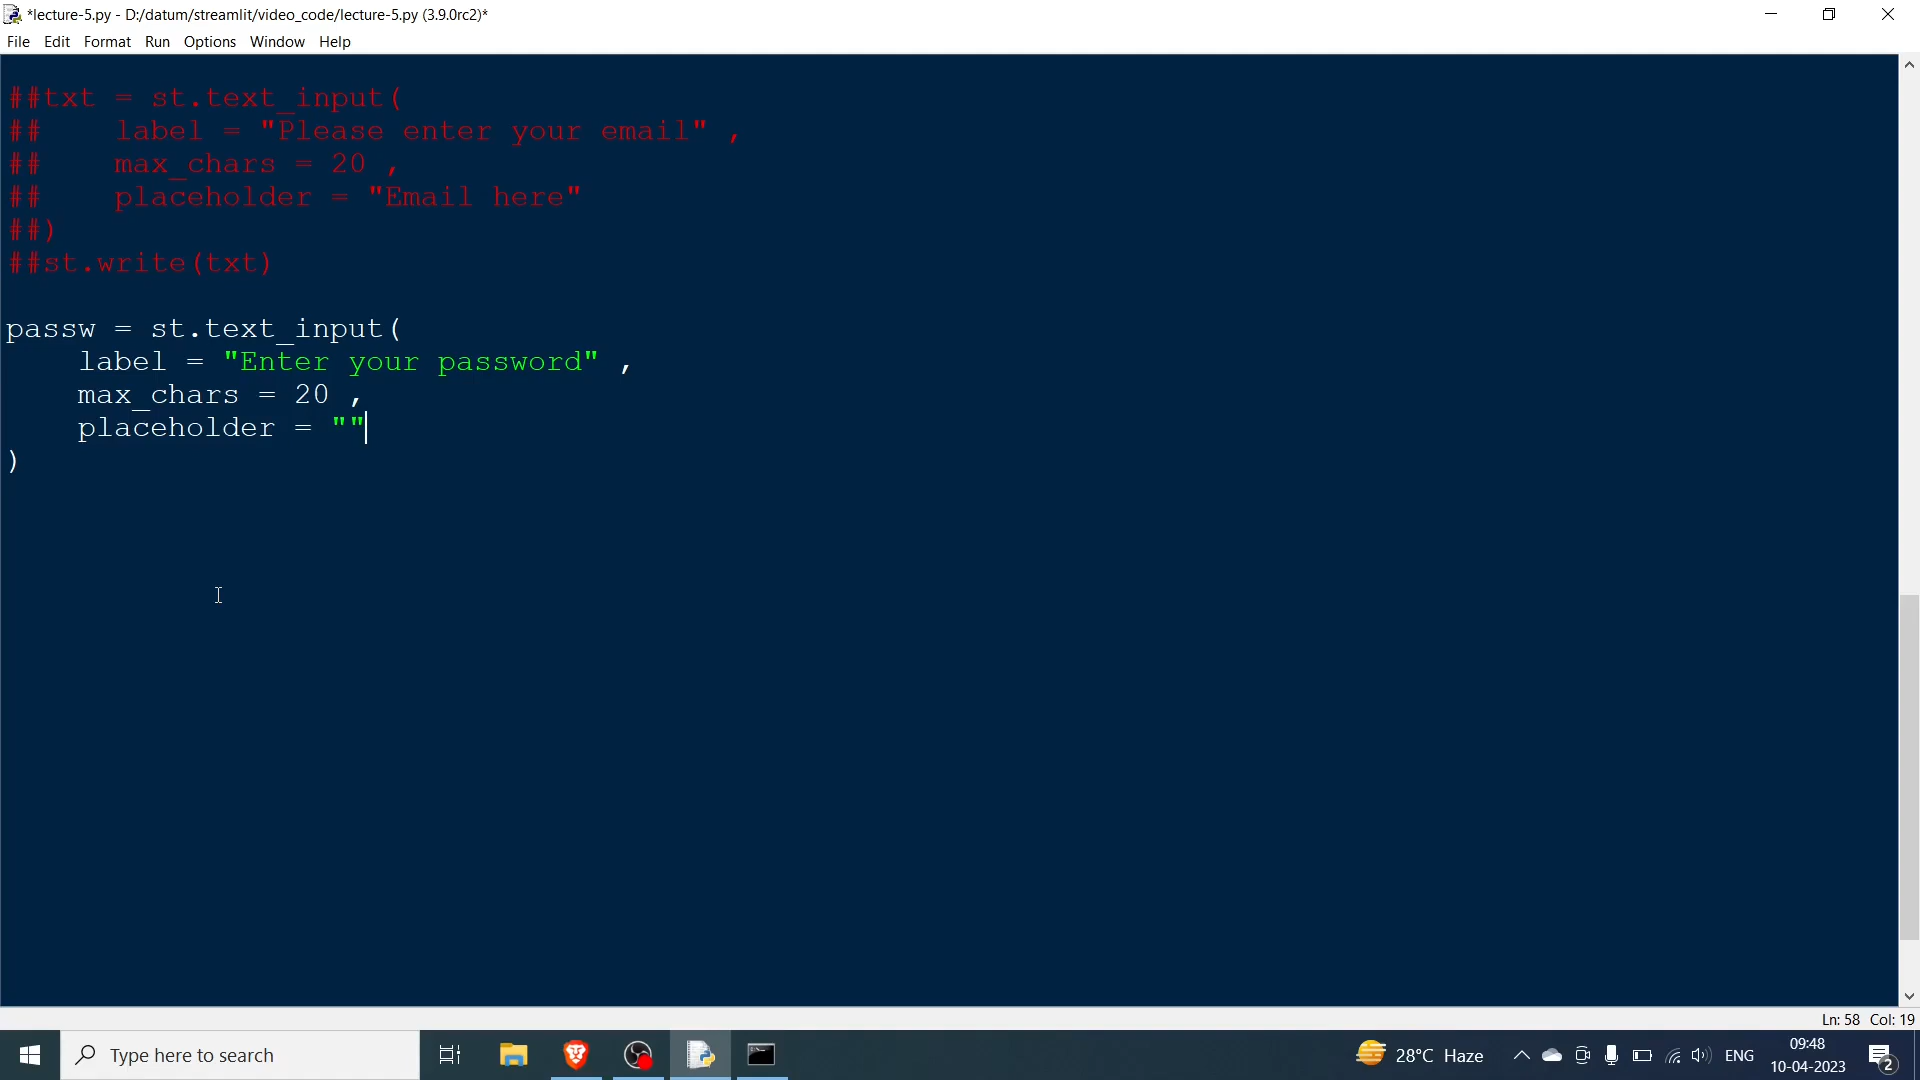 *lecture-5.py - D:/datum/streamlit/video_code/lecture-5.py (3.9.0rc2)*
File Edit Format Run Options Window Help
##txt = st.text_input(
##    label = "Please enter your email" ,
##    max_chars = 20 ,
##    placeholder = "Email here"
##)
##st.write(txt)
passw = st.text_input(
    label = "Enter your password" ,
    max_chars = 20 ,
    placeholder = ""
)
Ln: 58 Col: 19
Type here to search
28°C Haze
ENG
09:48
10-04-2023
2